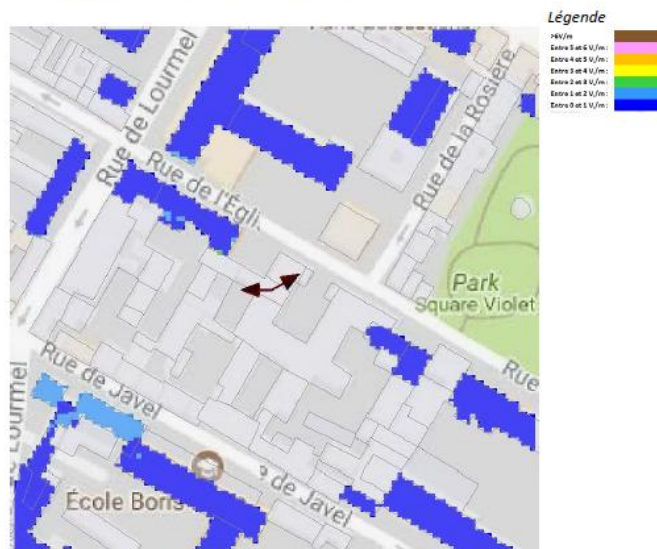 Légende
>6V/m
Entre 5 et 6 V/m :
Entre 4 et 5 V/m :
Entre 3 et 4 V/m :
Entre 2 et 3 V/m :
Entre 1 et 2 V/m :
Entre 0 et 1 V/m :
Rue de Lourmel
Rue de la Rosière
Rue de l'Égli
Park
Square Violet
Rue
Rue de Javel
e Lourmel
e de Javel
École Boris